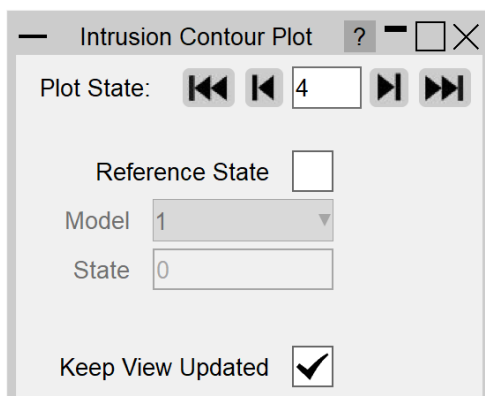 Intrusion Contour Plot ?
Plot State: 4
Reference State
Model 1
State 0
Keep View Updated